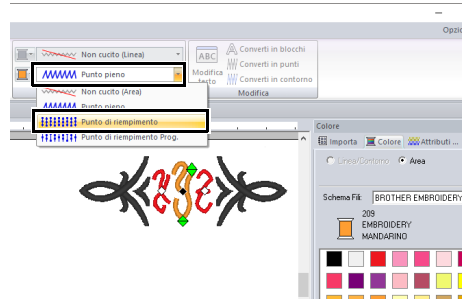 Opzio
Non cucito (Linea)
Punto pieno
ABC
Modifica
testo
Converti in blocchi
Converti in punti
Converti in contorno
Modifica
Non cucito (Area)
Punto pieno
Punto di riempimento
Punto di riempimento Prog.
Colore
Importa
Colore
Attributi ...
Linea/Contorno
Area
Schema Fili:
BROTHER EMBROIDERY
209
EMBROIDERY
MANDARINO